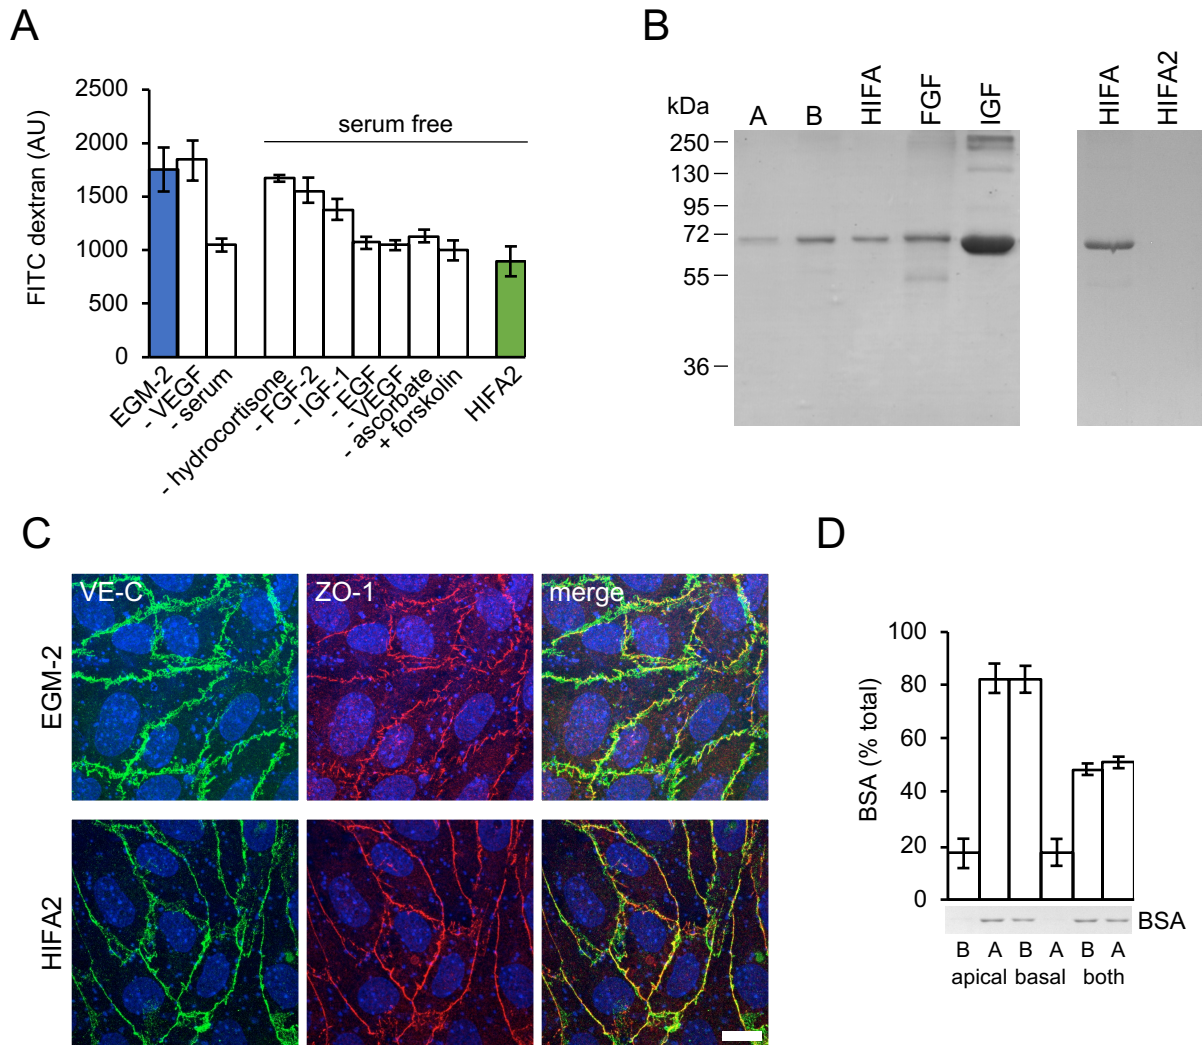 A
2500
2000
1500
1000
500
0
FITC dextran (AU)
serum free
EGM-2
- VEGF
- serum
- hydrocortisone
- FGF-2
- IGF-1
- EGF
- VEGF
- ascorbate
+ forskolin
HIFA2
B
kDa
A B HIFA FGF IGF
HIFA HIFA2
250
130
95
72
55
36
C
VE-C ZO-1 merge
EGM-2
HIFA2
D
100
80
60
40
20
0
BSA (% total)
BSA
B A B A B A
apical basal both